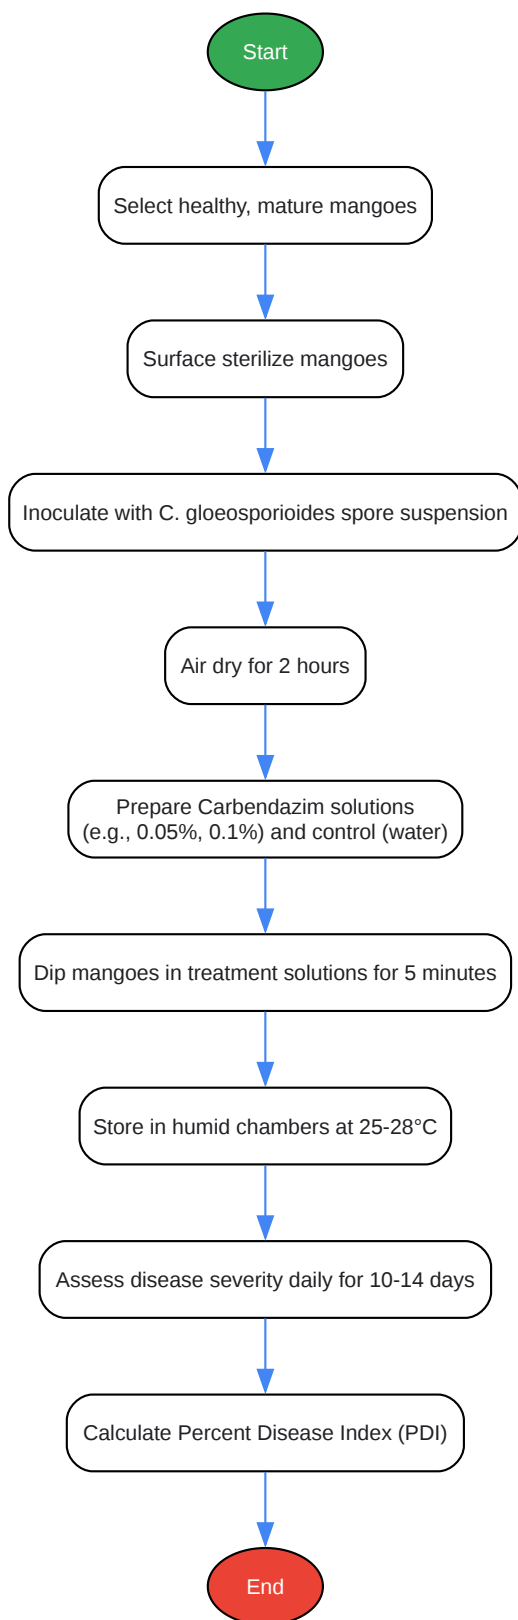 Start
Select healthy, mature mangoes
Surface sterilize mangoes
Inoculate with C. gloeosporioides spore suspension
Air dry for 2 hours
Prepare Carbendazim solutions
(e.g., 0.05%, 0.1%) and control (water)
Dip mangoes in treatment solutions for 5 minutes
Store in humid chambers at 25-28°C
Assess disease severity daily for 10-14 days
Calculate Percent Disease Index (PDI)
End